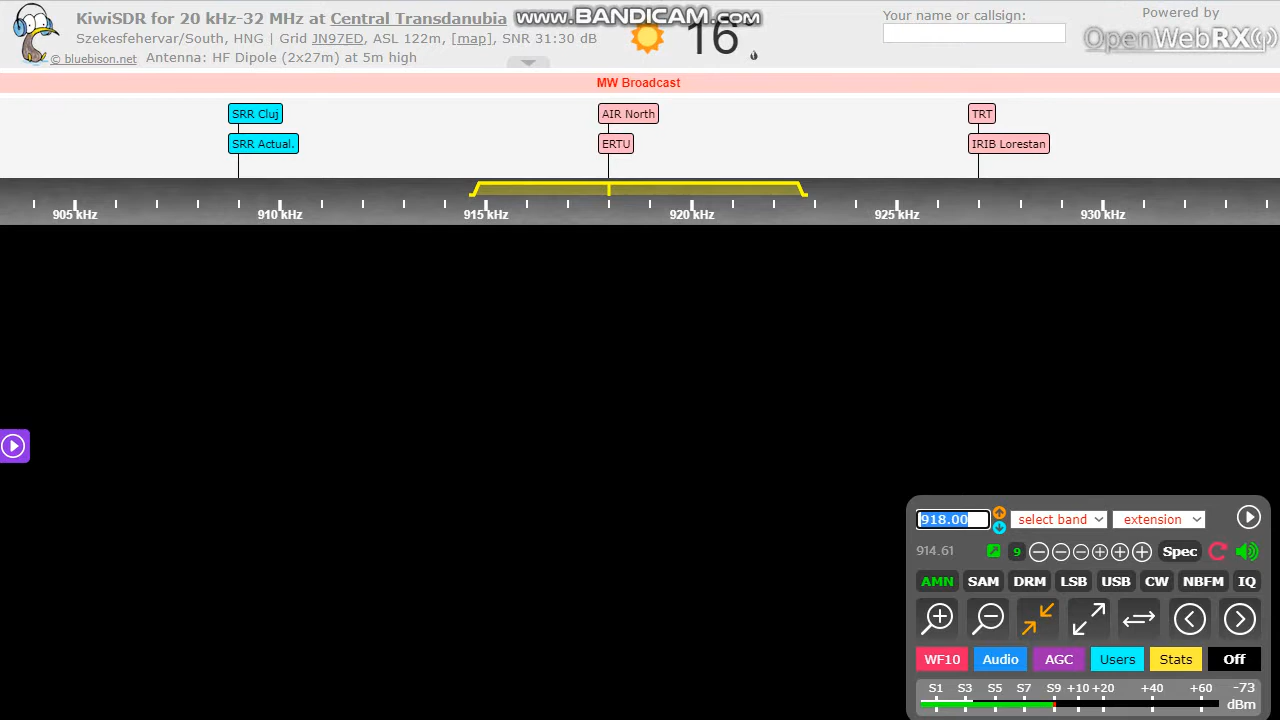 KiwiSDR for 20 kHz-32 MHz at Central Transdanubia
www.BANDICAM.com
Szekesfehervar/South, HNG | Grid JN97ED, ASL 122m, [map], SNR 31:30 dB
© bluebison.net Antenna: HF Dipole (2x27m) at 5m high
16
Your name or callsign:
Powered by
OpenWebRX
MW Broadcast
SRR Cluj AIR North TRT
SRR Actual. ERTU IRIB Lorestan
905 kHz 910 kHz 915 kHz 920 kHz 925 kHz 930 kHz
918.00 select band extension
914.61 9 Spec
AMN SAM DRM LSB USB CW NBFM IQ
WF10 Audio AGC Users Stats Off
S1 S3 S5 S7 S9 +10 +20 +40 +60 -73
dBm